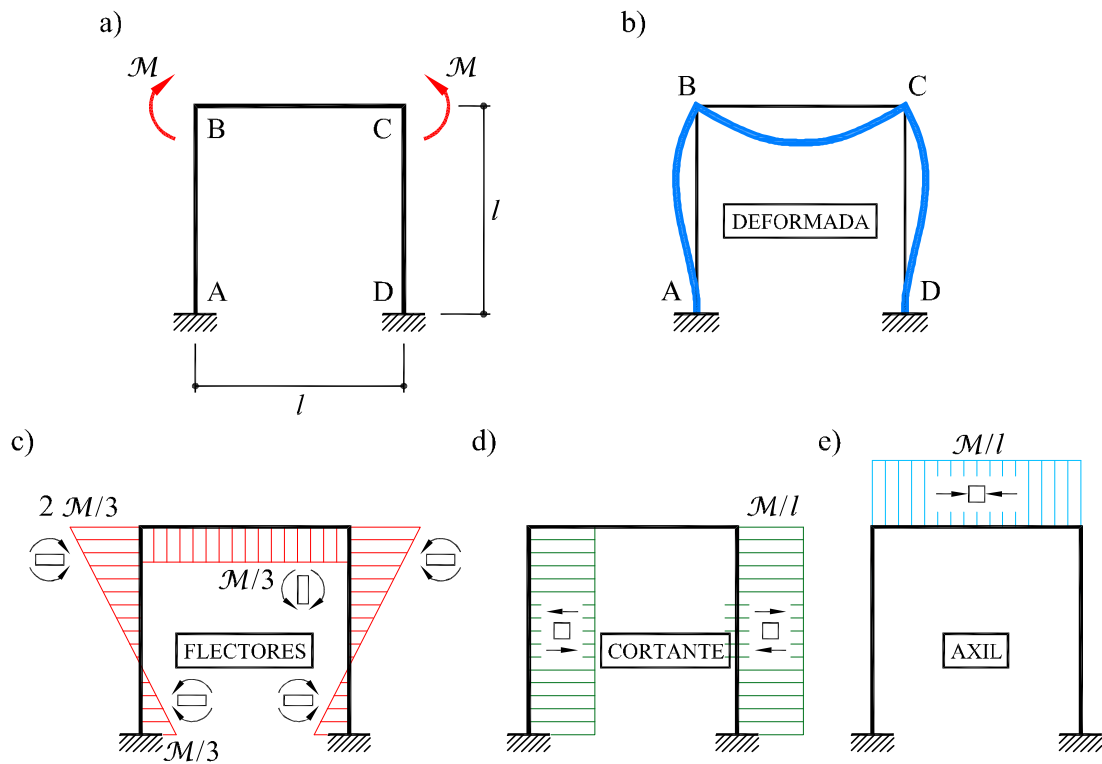 a)
ℳ
ℳ
B
C
l
A
D
l
b)
B
C
DEFORMADA
A
D
c)
2 ℳ/3
ℳ/3
FLECTORES
ℳ/3
d)
ℳ/l
CORTANTE
e)
ℳ/l
AXIL